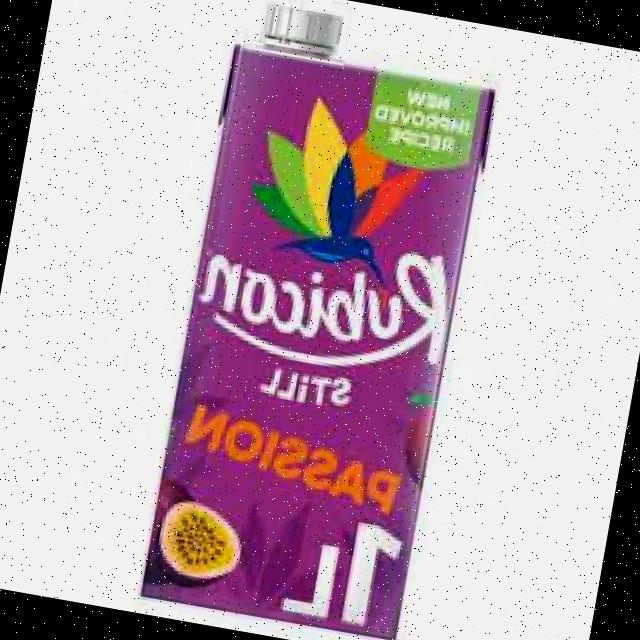 NEW
IMPROVED
RECIPE
Rubicon
STiLL
PASSION
1L